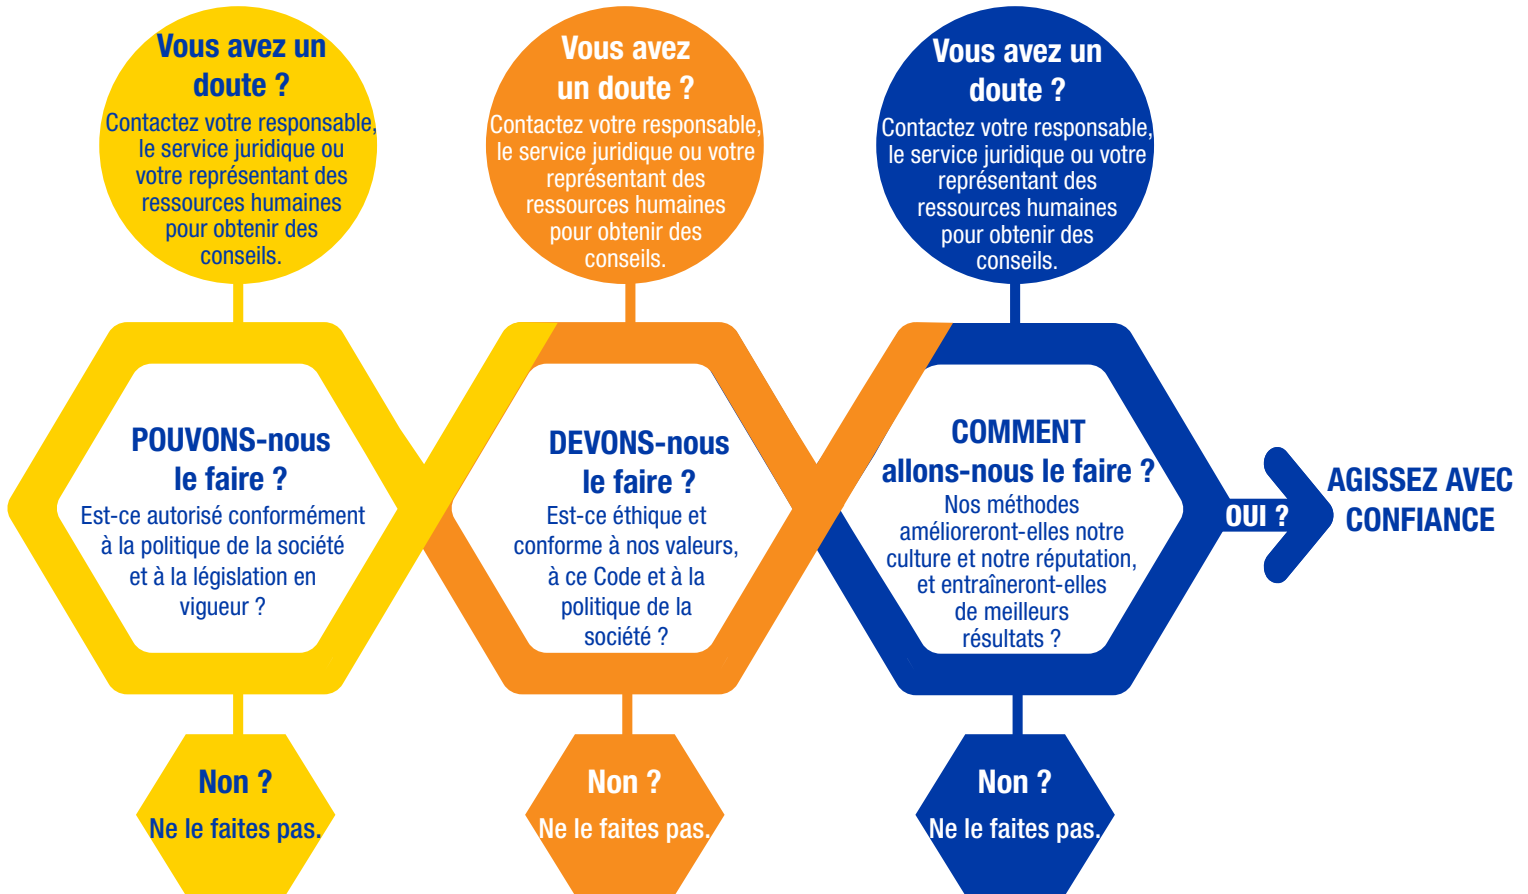 Vous avez un
doute ?
Contactez votre responsable,
le service juridique ou
votre représentant des
ressources humaines
pour obtenir des
conseils.
Vous avez
un doute ?
Contactez votre responsable,
le service juridique ou votre
représentant des
ressources humaines
pour obtenir des
conseils.
Vous avez un
doute ?
Contactez votre responsable,
le service juridique ou votre
représentant des
ressources humaines
pour obtenir des
conseils.
POUVONS-nous
le faire ?
Est-ce autorisé conformément
à la politique de la société
et à la législation en
vigueur ?
DEVONS-nous
le faire ?
Est-ce éthique et
conforme à nos valeurs,
à ce Code et à la
politique de la
société ?
COMMENT
allons-nous le faire ?
Nos méthodes
amélioreront-elles notre
culture et notre réputation,
et entraîneront-elles
de meilleurs
résultats ?
OUI ?
AGISSEZ AVEC
CONFIANCE
Non ?
Ne le faites pas.
Non ?
Ne le faites pas.
Non ?
Ne le faites pas.